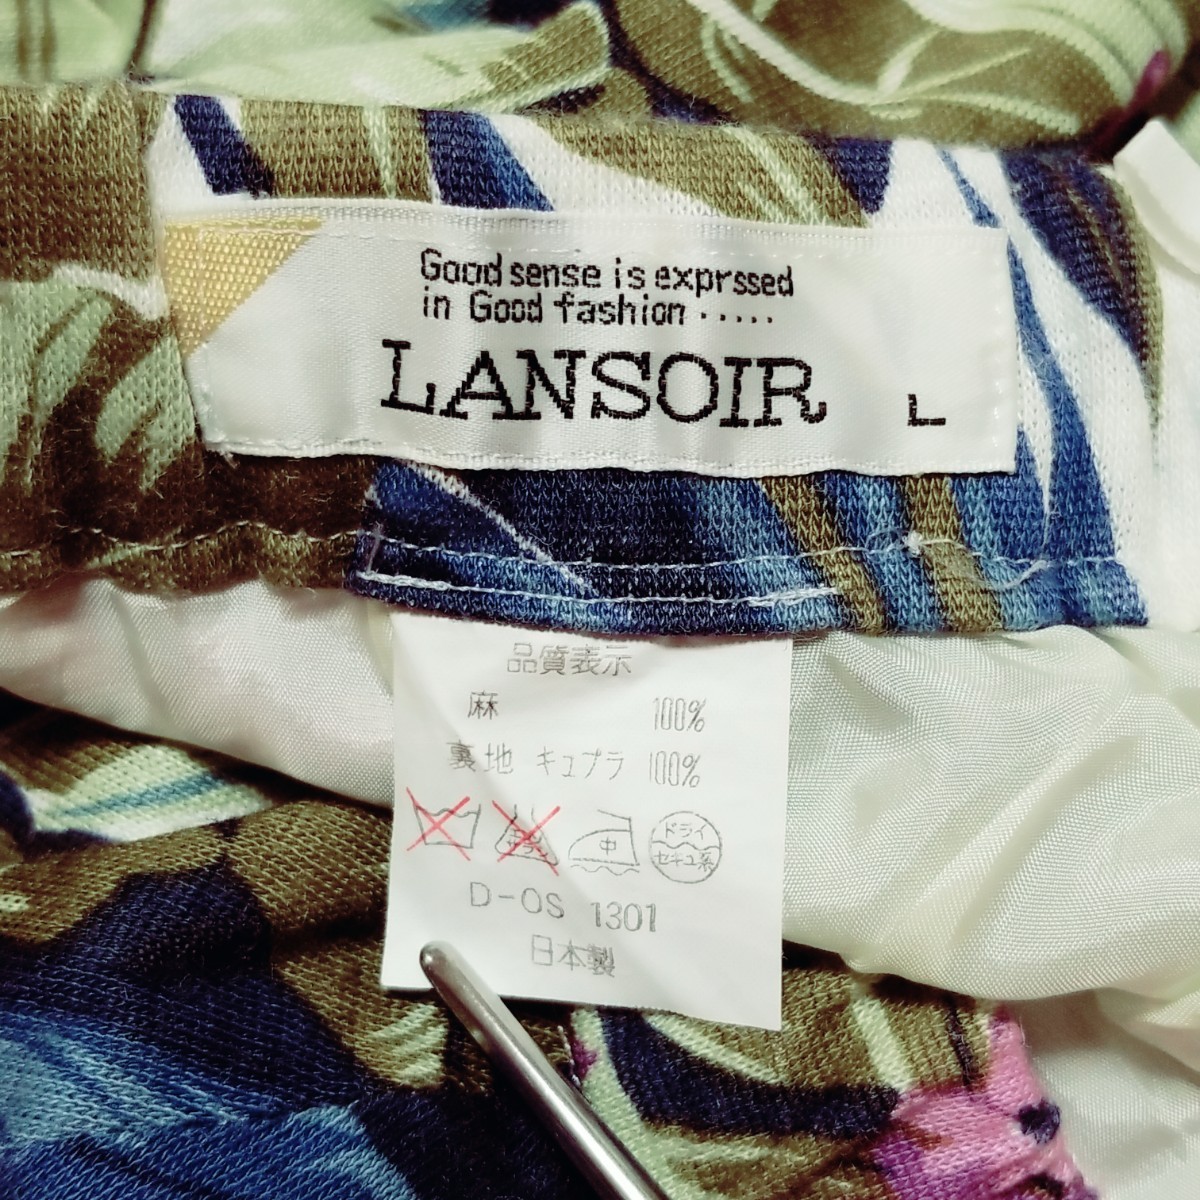 Good sense is exprssed
in Good fashion ·····
LANSOIR L
品質表示
麻 100%
裏地 キュプラ 100%
中
ドライ
セキユ系
D-OS 1301
日本製